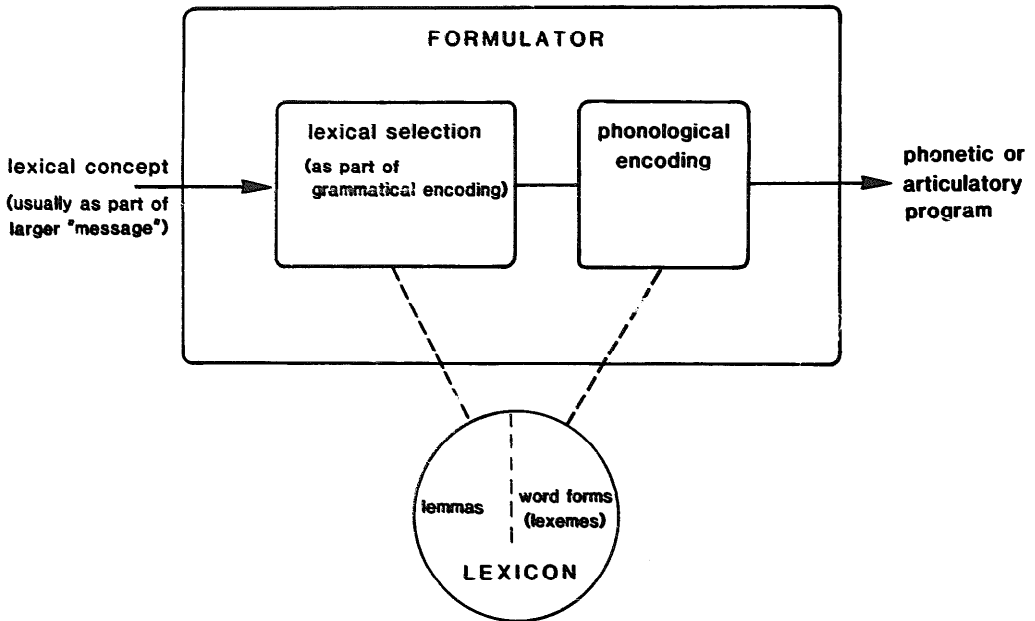 FORMULATOR
lexical concept
(usually as part of
larger "message")
lexical selection
(as part of
grammatical encoding)
phonological
encoding
phonetic or
articulatory
program
lemmas
word forms
(lexemes)
LEXICON